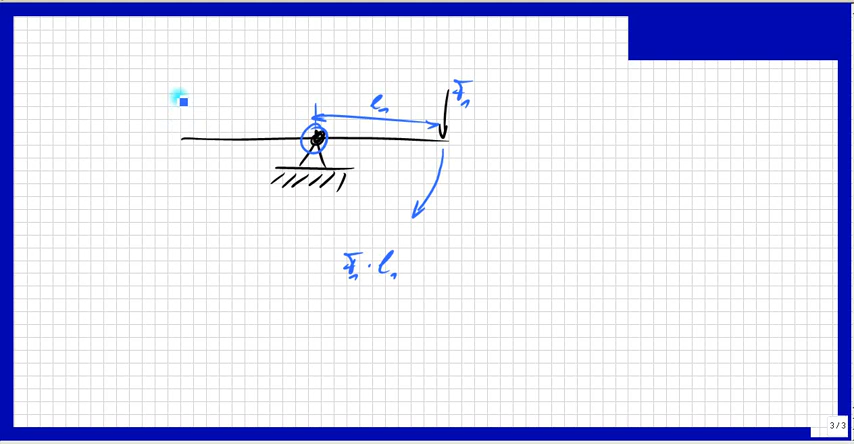 l₁
F₁
F₁ · l₁
3 / 3